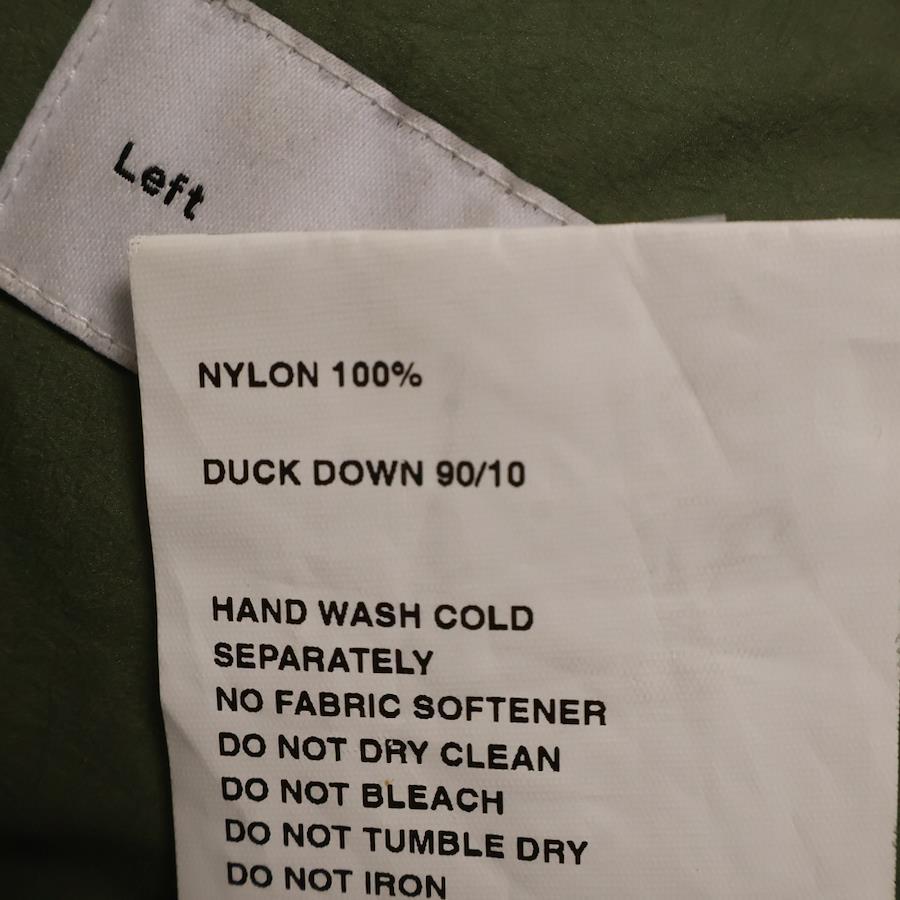 Left
NYLON 100%
DUCK DOWN 90/10
HAND WASH COLD
SEPARATELY
NO FABRIC SOFTENER
DO NOT DRY CLEAN
DO NOT BLEACH
DO NOT TUMBLE DRY
DO NOT IRON